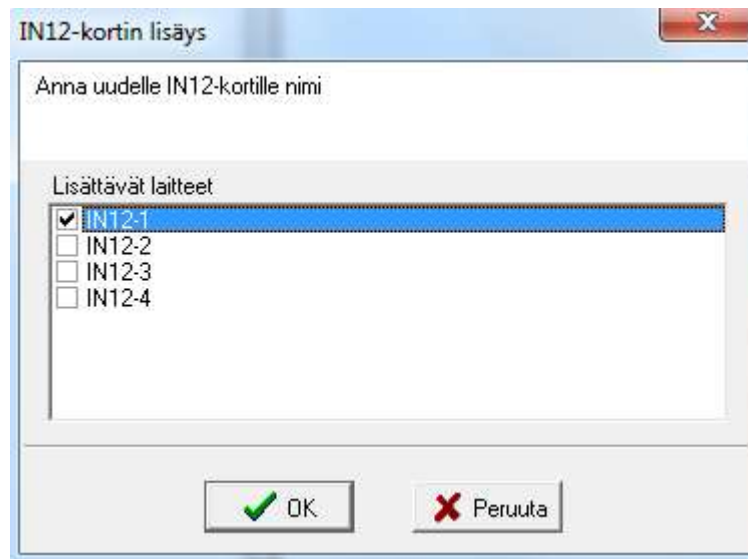 IN12-kortin lisäys
Anna uudelle IN12-kortille nimi
Lisättävät laitteet
IN12-1
IN12-2
IN12-3
IN12-4
OK
Peruuta